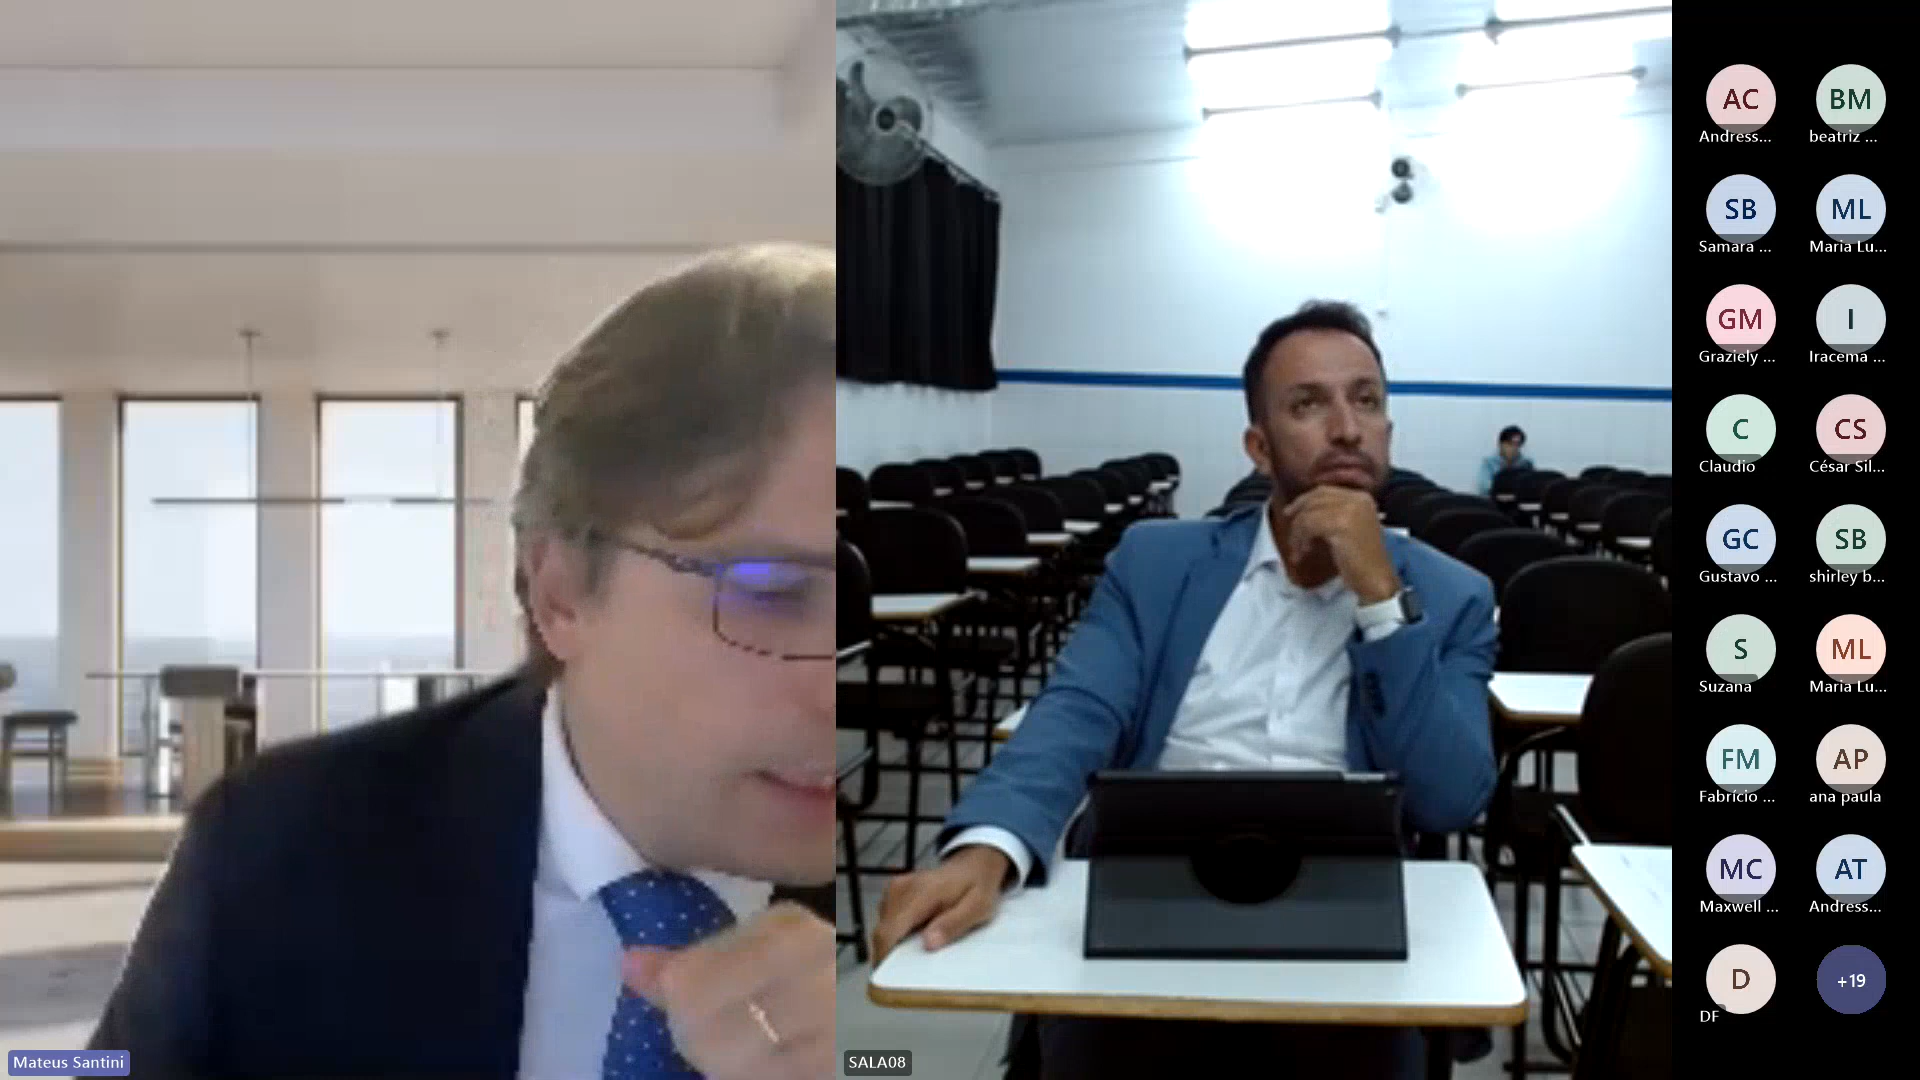 Mateus Santini
SALA08
AC
Andress...
BM
beatriz ...
SB
Samara ...
ML
Maria Lu...
GM
Graziely ...
I
Iracema ...
C
Claudio
CS
César Sil...
GC
Gustavo ...
SB
shirley b...
S
Suzana
ML
Maria Lu...
FM
Fabrício ...
AP
ana paula
MC
Maxwell ...
AT
Andress...
D
DF
+19